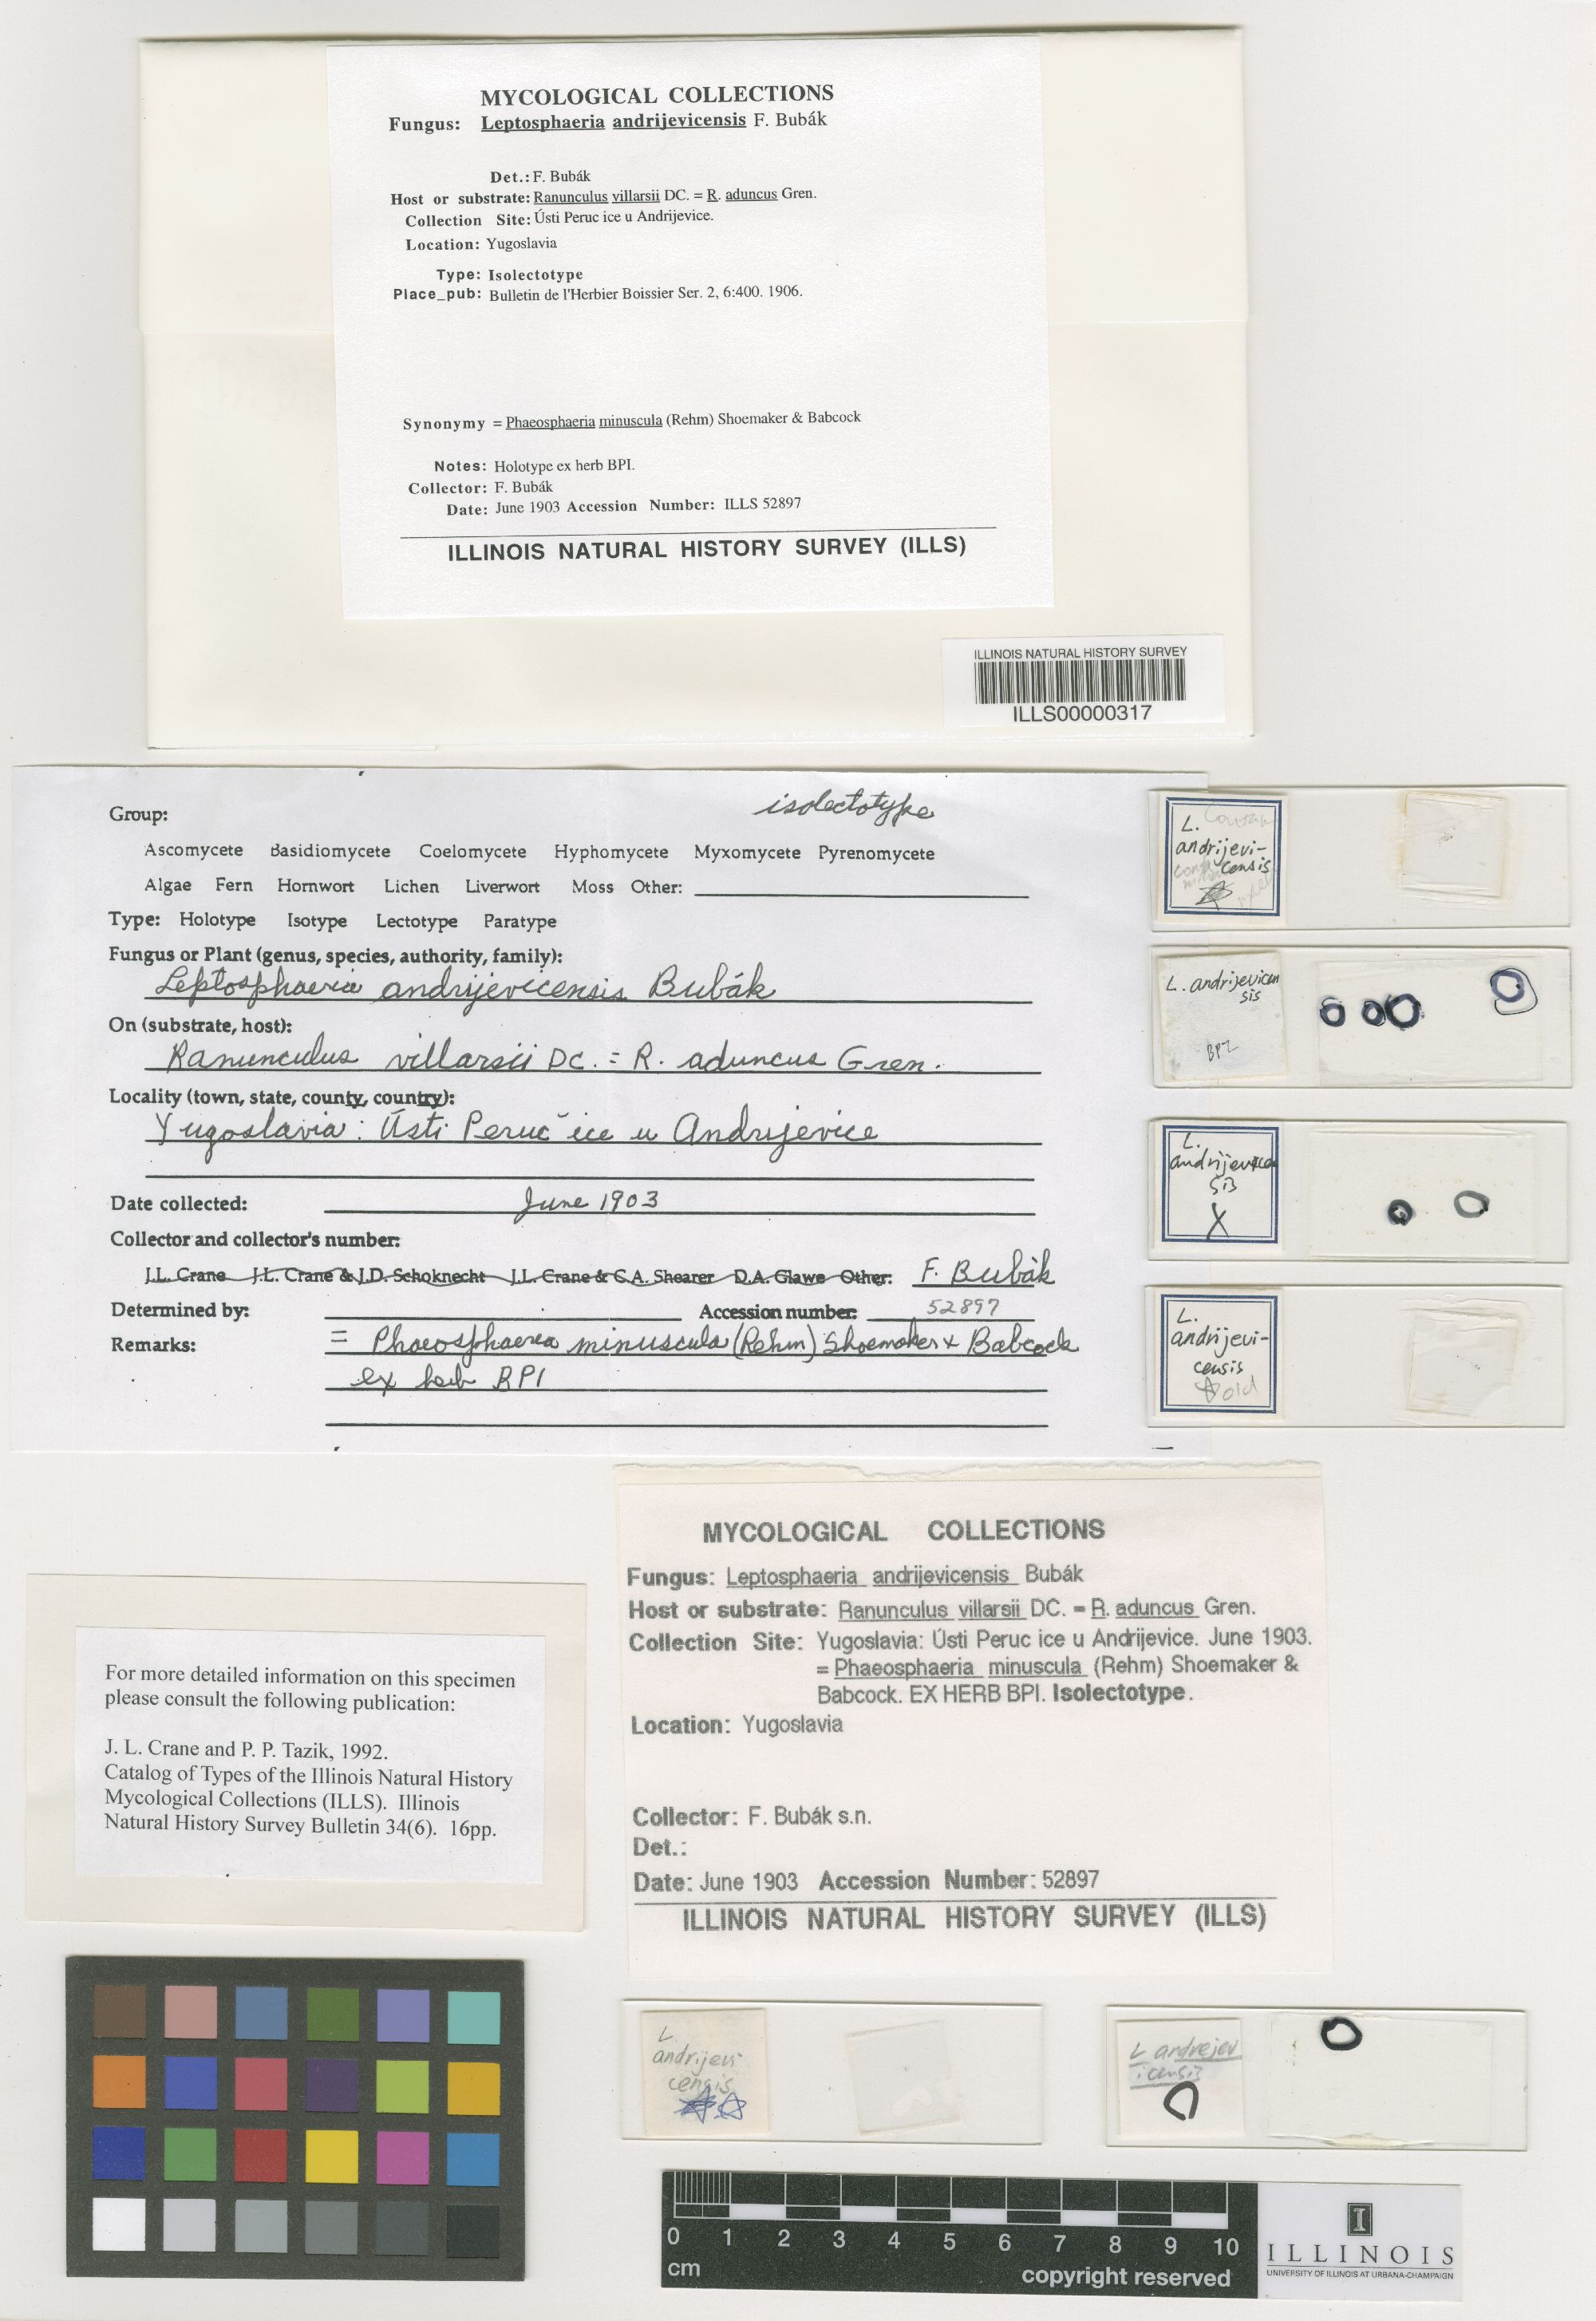 MYCOLOGICAL COLLECTIONS
Fungus: Leptosphaeria andrijevicensis F. Bubák
Det.: F. Bubák
Host or substrate: Ranunculus villarsii DC. = R. aduncus Gren.
Collection Site: Ústi Peruc ice u Andrijevice.
Location: Yugoslavia
Type: Isolectotype
Place_pub: Bulletin de l'Herbier Boissier Ser. 2, 6:400. 1906.
Synonymy = Phaeosphaeria minuscula (Rehm) Shoemaker & Babcock
Notes: Holotype ex herb BPI.
Collector: F. Bubák
Date: June 1903 Accession Number: ILLS 52897
ILLINOIS NATURAL HISTORY SURVEY (ILLS)
ILLINOIS NATURAL HISTORY SURVEY
ILLS00000317
isolectotype
Group:
Ascomycete Basidiomycete Coelomycete Hyphomycete Myxomycete Pyrenomycete
Algae Fern Hornwort Lichen Liverwort Moss Other:
Type: Holotype Isotype Lectotype Paratype
Fungus or Plant (genus, species, authority, family):
Leptosphaeria andrijevicensis Bubák
On (substrate, host):
Ranunculus villarsii DC. = R. aduncus Gren.
Locality (town, state, county, country):
Yugoslavia: Ústi Peruc ̌ice u Andrijevice
Date collected: June 1903
Collector and collector's number:
J.L. Crane J.L. Crane & J.D. Schoknecht J.L. Crane & C.A. Shearer D.A. Glawe Other: F. Bubák
Determined by: Accession number: 52897
Remarks: = Phaeosphaeria minuscula (Rehm) Shoemaker & Babcock
ex herb BPI
L.
andrijevi-
censis
L. andrijevicen
sis
BPI
L.
andrijevicen
sis
X
L.
andrijevi-
censis
old
MYCOLOGICAL COLLECTIONS
Fungus: Leptosphaeria andrijevicensis Bubák
Host or substrate: Ranunculus villarsii DC. = R. aduncus Gren.
Collection Site: Yugoslavia: Ústi Peruc ice u Andrijevice. June 1903.
= Phaeosphaeria minuscula (Rehm) Shoemaker &
Babcock. EX HERB BPI. Isolectotype.
Location: Yugoslavia
Collector: F. Bubák s.n.
Det.:
Date: June 1903 Accession Number: 52897
ILLINOIS NATURAL HISTORY SURVEY (ILLS)
For more detailed information on this specimen
please consult the following publication:
J. L. Crane and P. P. Tazik, 1992.
Catalog of Types of the Illinois Natural History
Mycological Collections (ILLS). Illinois
Natural History Survey Bulletin 34(6). 16pp.
L.
andrijevi
censis
L andrejev
icensis
0 1 2 3 4 5 6 7 8 9 10
cm
copyright reserved
I
ILLINOIS
UNIVERSITY OF ILLINOIS AT URBANA-CHAMPAIGN